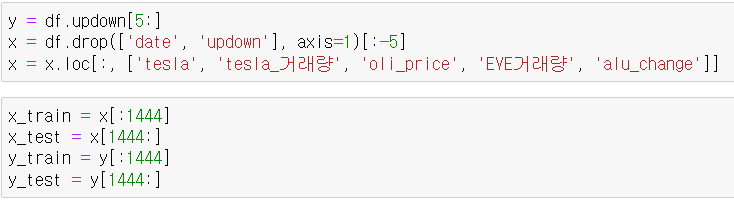 y = df.updown[5:]
x = df.drop(['date', 'updown'], axis=1)[:-5]
x = x.loc[:, ['tesla', 'tesla_거래량', 'oli_price', 'EVE거래량', 'alu_change']]
x_train = x[:1444]
x_test = x[1444:]
y_train = y[:1444]
y_test = y[1444:]